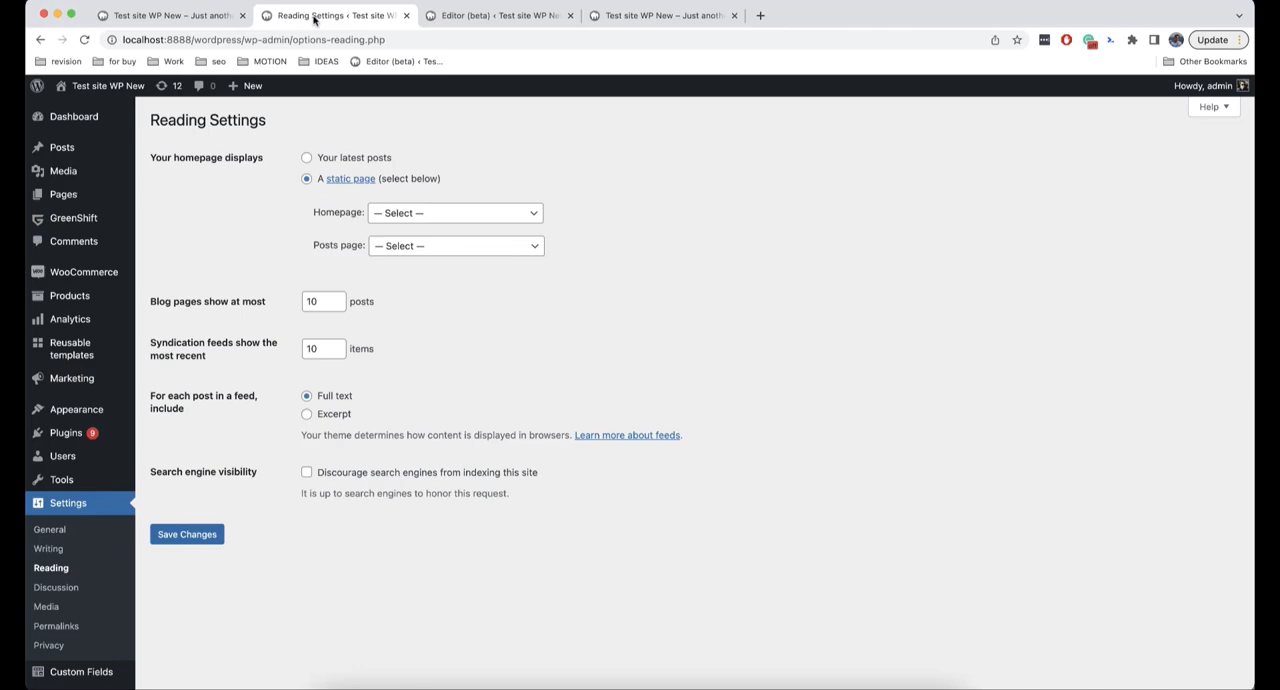 Test site WP New – Just anoth
Reading Settings ‹ Test site W
Editor (beta) ‹ Test site WP Ne
Test site WP New – Just anoth
localhost:8888/wordpress/wp-admin/options-reading.php
Update
revision
for buy
Work
seo
MOTION
IDEAS
Editor (beta) ‹ Tes...
Other Bookmarks
Test site WP New
12
0
New
Howdy, admin
Help
Dashboard
Posts
Media
Pages
GreenShift
Comments
WooCommerce
Products
Analytics
Reusable
templates
Marketing
Appearance
Plugins 9
Users
Tools
Settings
General
Writing
Reading
Discussion
Media
Permalinks
Privacy
Custom Fields
Reading Settings
Your homepage displays
Your latest posts
A static page (select below)
Homepage: — Select —
Posts page: — Select —
Blog pages show at most
10 posts
Syndication feeds show the
most recent
10 items
For each post in a feed,
include
Full text
Excerpt
Your theme determines how content is displayed in browsers. Learn more about feeds.
Search engine visibility
Discourage search engines from indexing this site
It is up to search engines to honor this request.
Save Changes